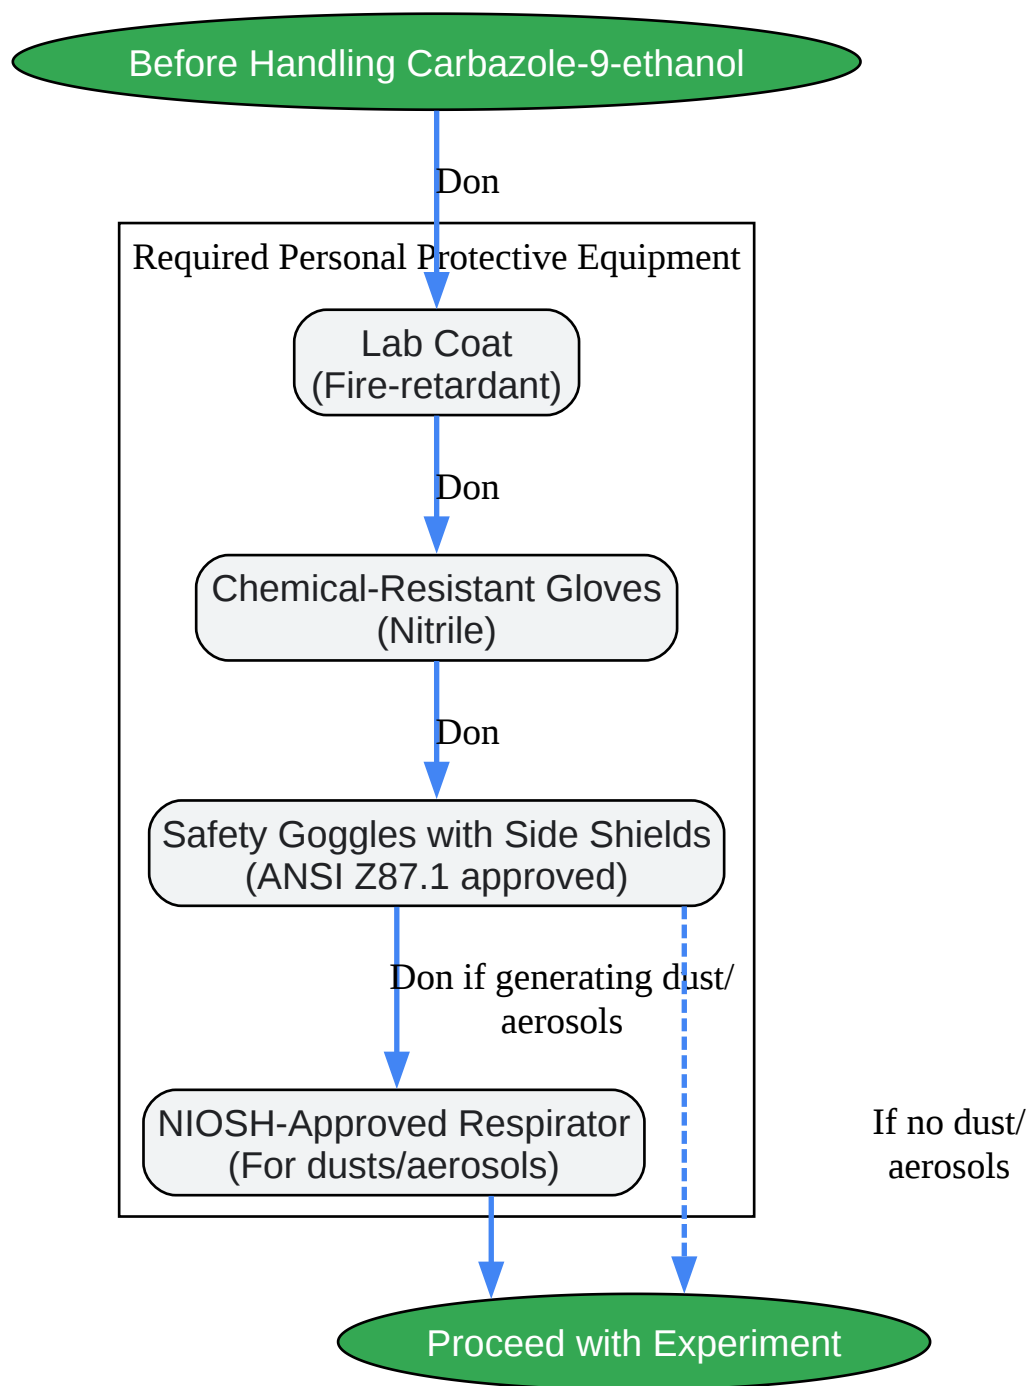 Before Handling Carbazole-9-ethanol
Don
Required Personal Protective Equipment
Lab Coat
(Fire-retardant)
Don
Chemical-Resistant Gloves
(Nitrile)
Don
Safety Goggles with Side Shields
(ANSI Z87.1 approved)
Don if generating dust/
aerosols
NIOSH-Approved Respirator
(For dusts/aerosols)
If no dust/
aerosols
Proceed with Experiment